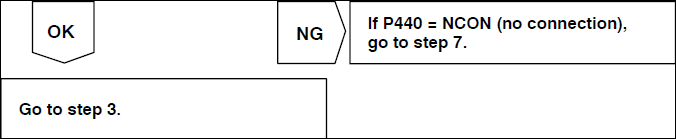 OK
NG
If P440 = NCON (no connection),
go to step 7.
Go to step 3.